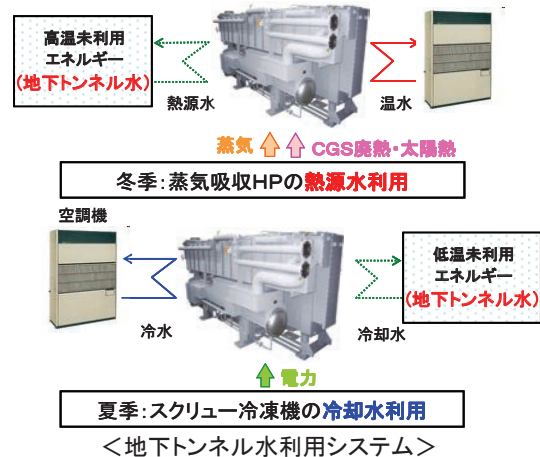 高温未利用
エネルギー
(地下トンネル水)
熱源水
温水
蒸気
CGS廃熱・太陽熱
冬季:蒸気吸収HPの熱源水利用
空調機
低温未利用
エネルギー
(地下トンネル水)
冷水
冷却水
電力
夏季:スクリュー冷凍機の冷却水利用
<地下トンネル水利用システム>